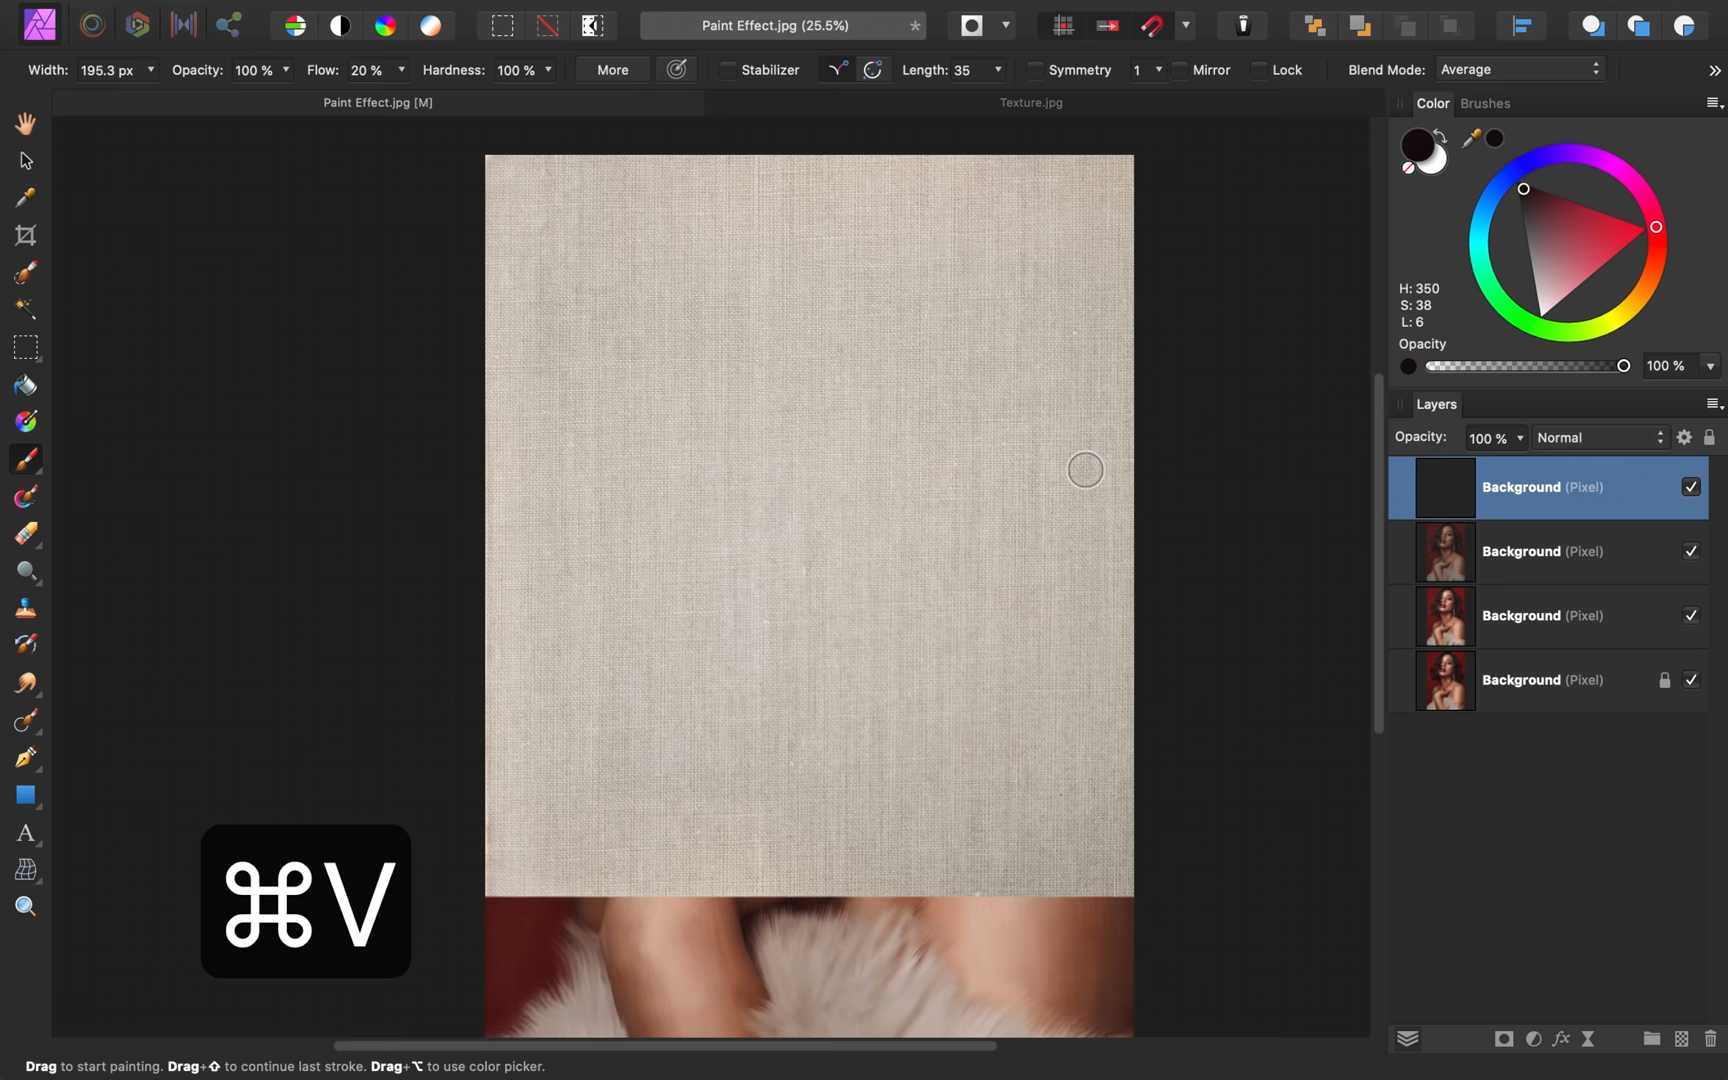 Paint Effect.jpg (25.5%) *
Width: 195.3 px Opacity: 100 % Flow: 20 % Hardness: 100 % More Stabilizer Length: 35 Symmetry 1 Mirror Lock Blend Mode: Average
Paint Effect.jpg [M] Texture.jpg
Color Brushes
H: 350
S: 38
L: 6
Opacity
100 %
Layers
Opacity: 100 % Normal
Background (Pixel)
Background (Pixel)
Background (Pixel)
Background (Pixel)
A
⌘V
fx
Drag to start painting. Drag+⇧ to continue last stroke. Drag+⌥ to use color picker.